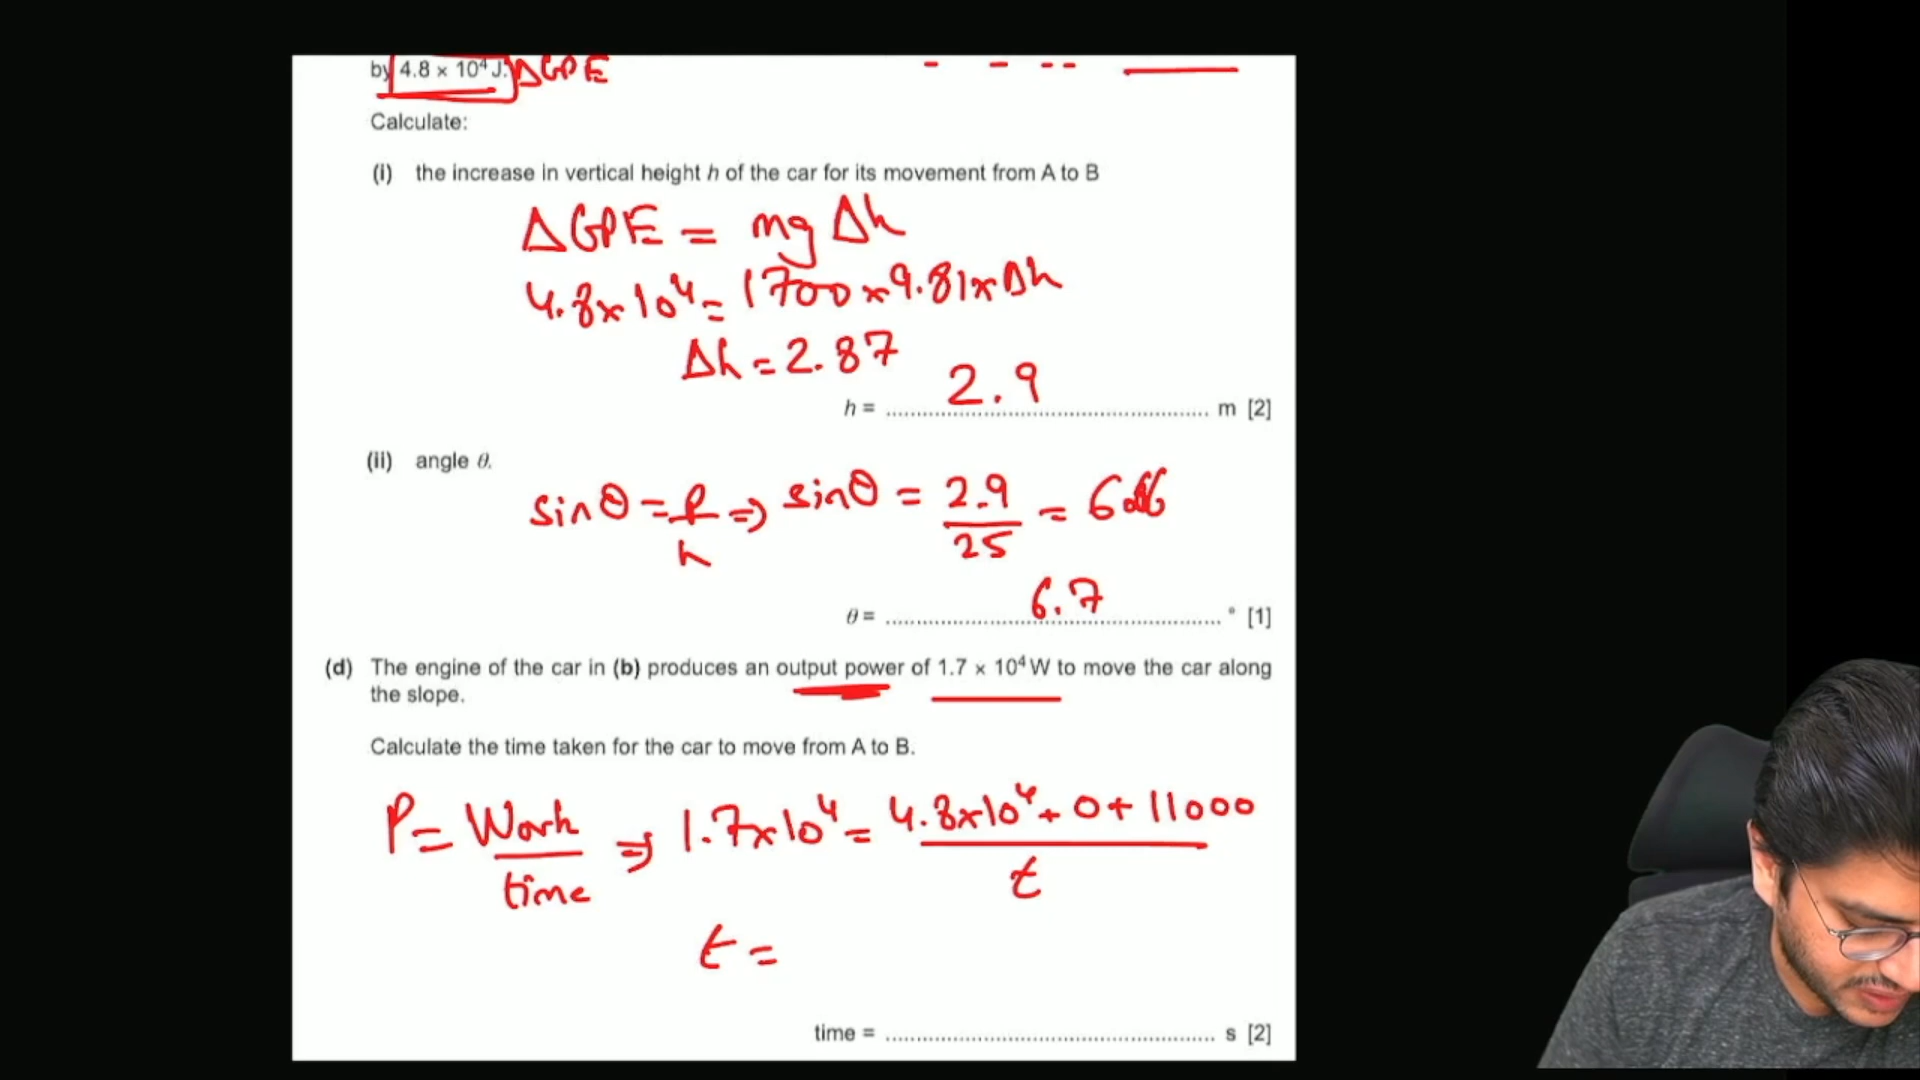 by 4.8 × 10⁴ J. ΔGPE
Calculate:
(i) the increase in vertical height h of the car for its movement from A to B
ΔGPE = mg Δh
4.8×10⁴ = 1700×9.81×Δh
Δh = 2.87
2.9
h = ........................................ m [2]
(ii) angle θ.
sinθ = P/h ⇒ sinθ = 2.9/25 = 6.66
6.7
θ = ........................................ ° [1]
(d) The engine of the car in (b) produces an output power of 1.7 × 10⁴ W to move the car along
the slope.
Calculate the time taken for the car to move from A to B.
P = Work/time ⇒ 1.7×10⁴ = 4.8×10⁴ + 0 + 11000/t
t =
time = ........................................ s [2]